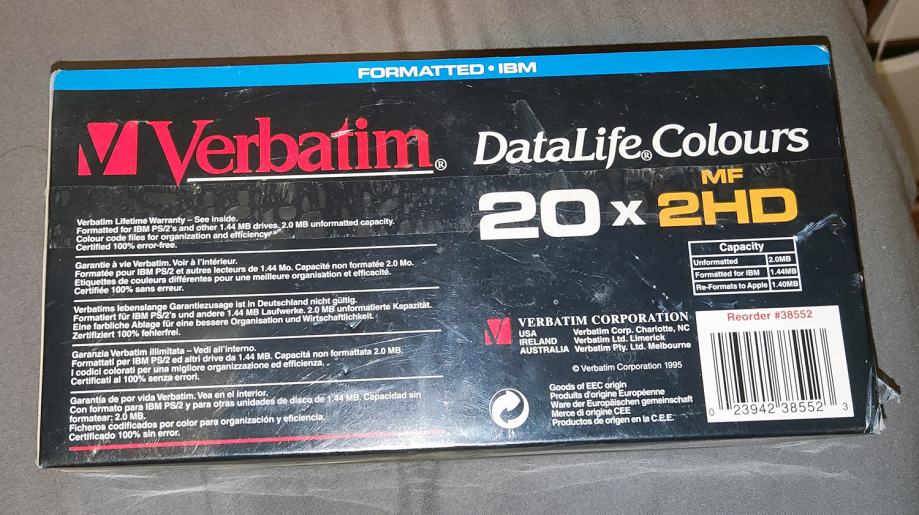 FORMATTED • IBM
Verbatim®
DataLife® Colours
MF
20 x 2HD
Verbatim Lifetime Warranty – See inside.
Formatted for IBM PS/2's and other 1.44 MB drives. 2.0 MB unformatted capacity.
Colour code files for organization and efficiency.
Certified 100% error-free.
Garantie à vie Verbatim. Voir à l'intérieur.
Formatée pour IBM PS/2 et autres lecteurs de 1.44 Mo. Capacité non formatée 2.0 Mo.
Etiquettes de couleurs différentes pour une meilleure organisation et efficacité.
Certifiée 100% sans erreur.
Verbatims lebenslange Garantiezusage ist in Deutschland nicht gültig.
Formatiert für IBM PS/2's und andere 1.44 MB Laufwerke. 2.0 MB unformatierte Kapazität.
Eine farbliche Ablage für eine bessere Organisation und Wirtschaftlichkeit.
Zertifiziert 100% fehlerfrei.
Garanzia Verbatim illimitata – Vedi all'interno.
Formattati per IBM PS/2 ed altri drive da 1.44 MB. Capacitá non formattata 2.0 MB.
I codici colorati per una migliore organizzazione ed efficienza.
Certificati al 100% senza errori.
Garantía de por vida Verbatim. Vea en el interior.
Con formato para IBM PS/2 y para otras unidades de disco de 1.44 MB, Capacidad sin
formatear: 2.0 MB.
Ficheros codificados por color para organización y eficiencia.
Certificado 100% sin error.
Capacity
Unformatted 2.0MB
Formatted for IBM 1.44MB
Re-Formats to Apple 1.40MB
VERBATIM CORPORATION
USA Verbatim Corp. Charlotte, NC
IRELAND Verbatim Ltd. Limerick
AUSTRALIA Verbatim Pty. Ltd. Melbourne
© Verbatim Corporation 1995
Goods of EEC origin
Produits d'origine Européenne
Ware der Europäischen gemeinschaft
Merce di origine CEE
Productos de origen en la C.E.E.
Reorder #38552
0 23942 38552 3